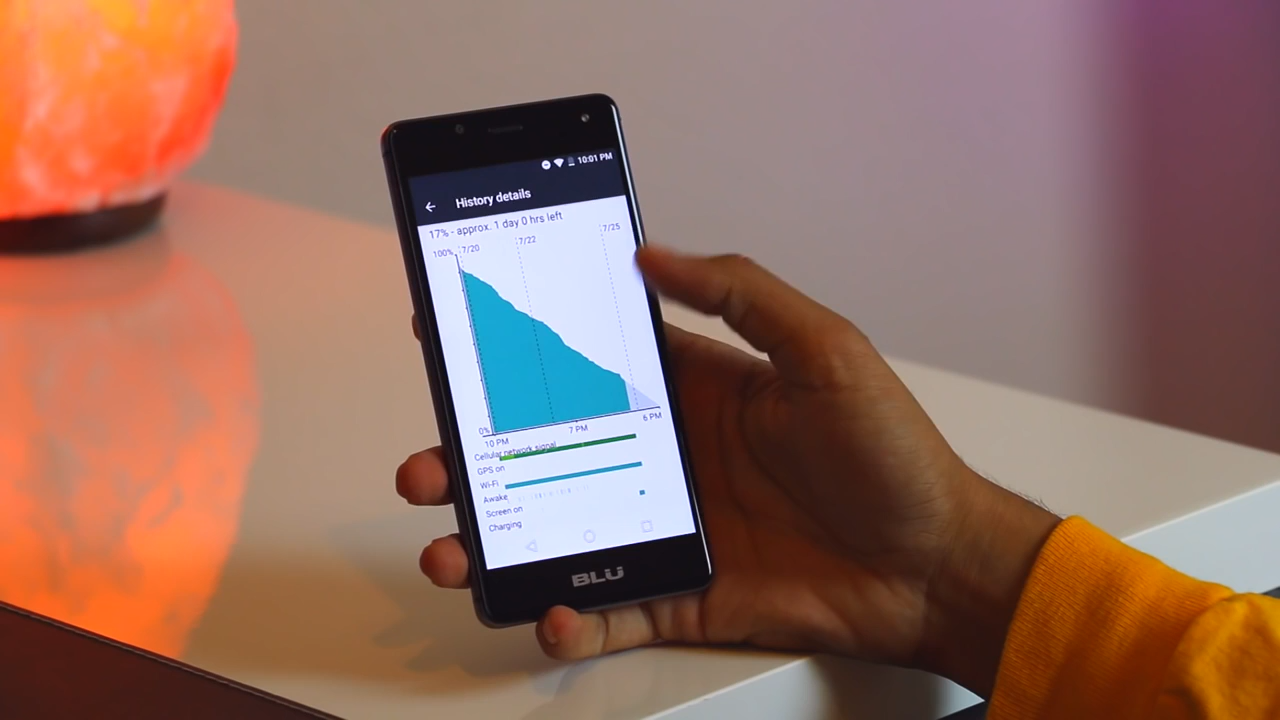 10:01 PM
History details
17% - approx. 1 day 0 hrs left
100%
7/20
7/22
7/25
0%
10 PM
7 PM
6 PM
Cellular network signal
GPS on
Wi-Fi
Awake
Screen on
Charging
BLU